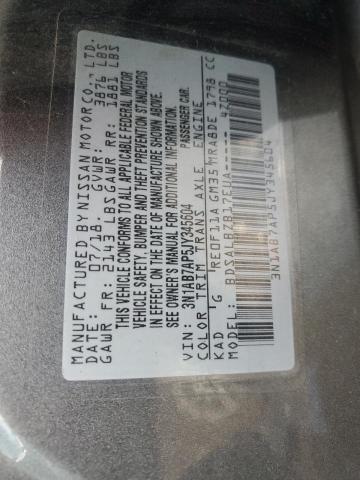 MANUFACTURED BY NISSAN MOTOR CO., LTD.
DATE: 07/18 GVWR: 1876 LBS
GAWR FR: 2143 LBS GAWR RR: 1881 LBS
THIS VEHICLE CONFORMS TO ALL APPLICABLE FEDERAL MOTOR
VEHICLE SAFETY, BUMPER AND THEFT PREVENTION STANDARDS
IN EFFECT ON THE DATE OF MANUFACTURE SHOWN ABOVE.
SEE OWNER'S MANUAL FOR ADDITIONAL INFORMATION.
VIN: 3N1AB7AP5JY345604 PASSENGER CAR
COLOR TRIM TRANS AXLE ENGINE
KAD 'G RE0F11A GM35 MRA8DE 1798 CC
BDSALBZB17EUA----- 4Z000
3N1AB7AP5JY345604